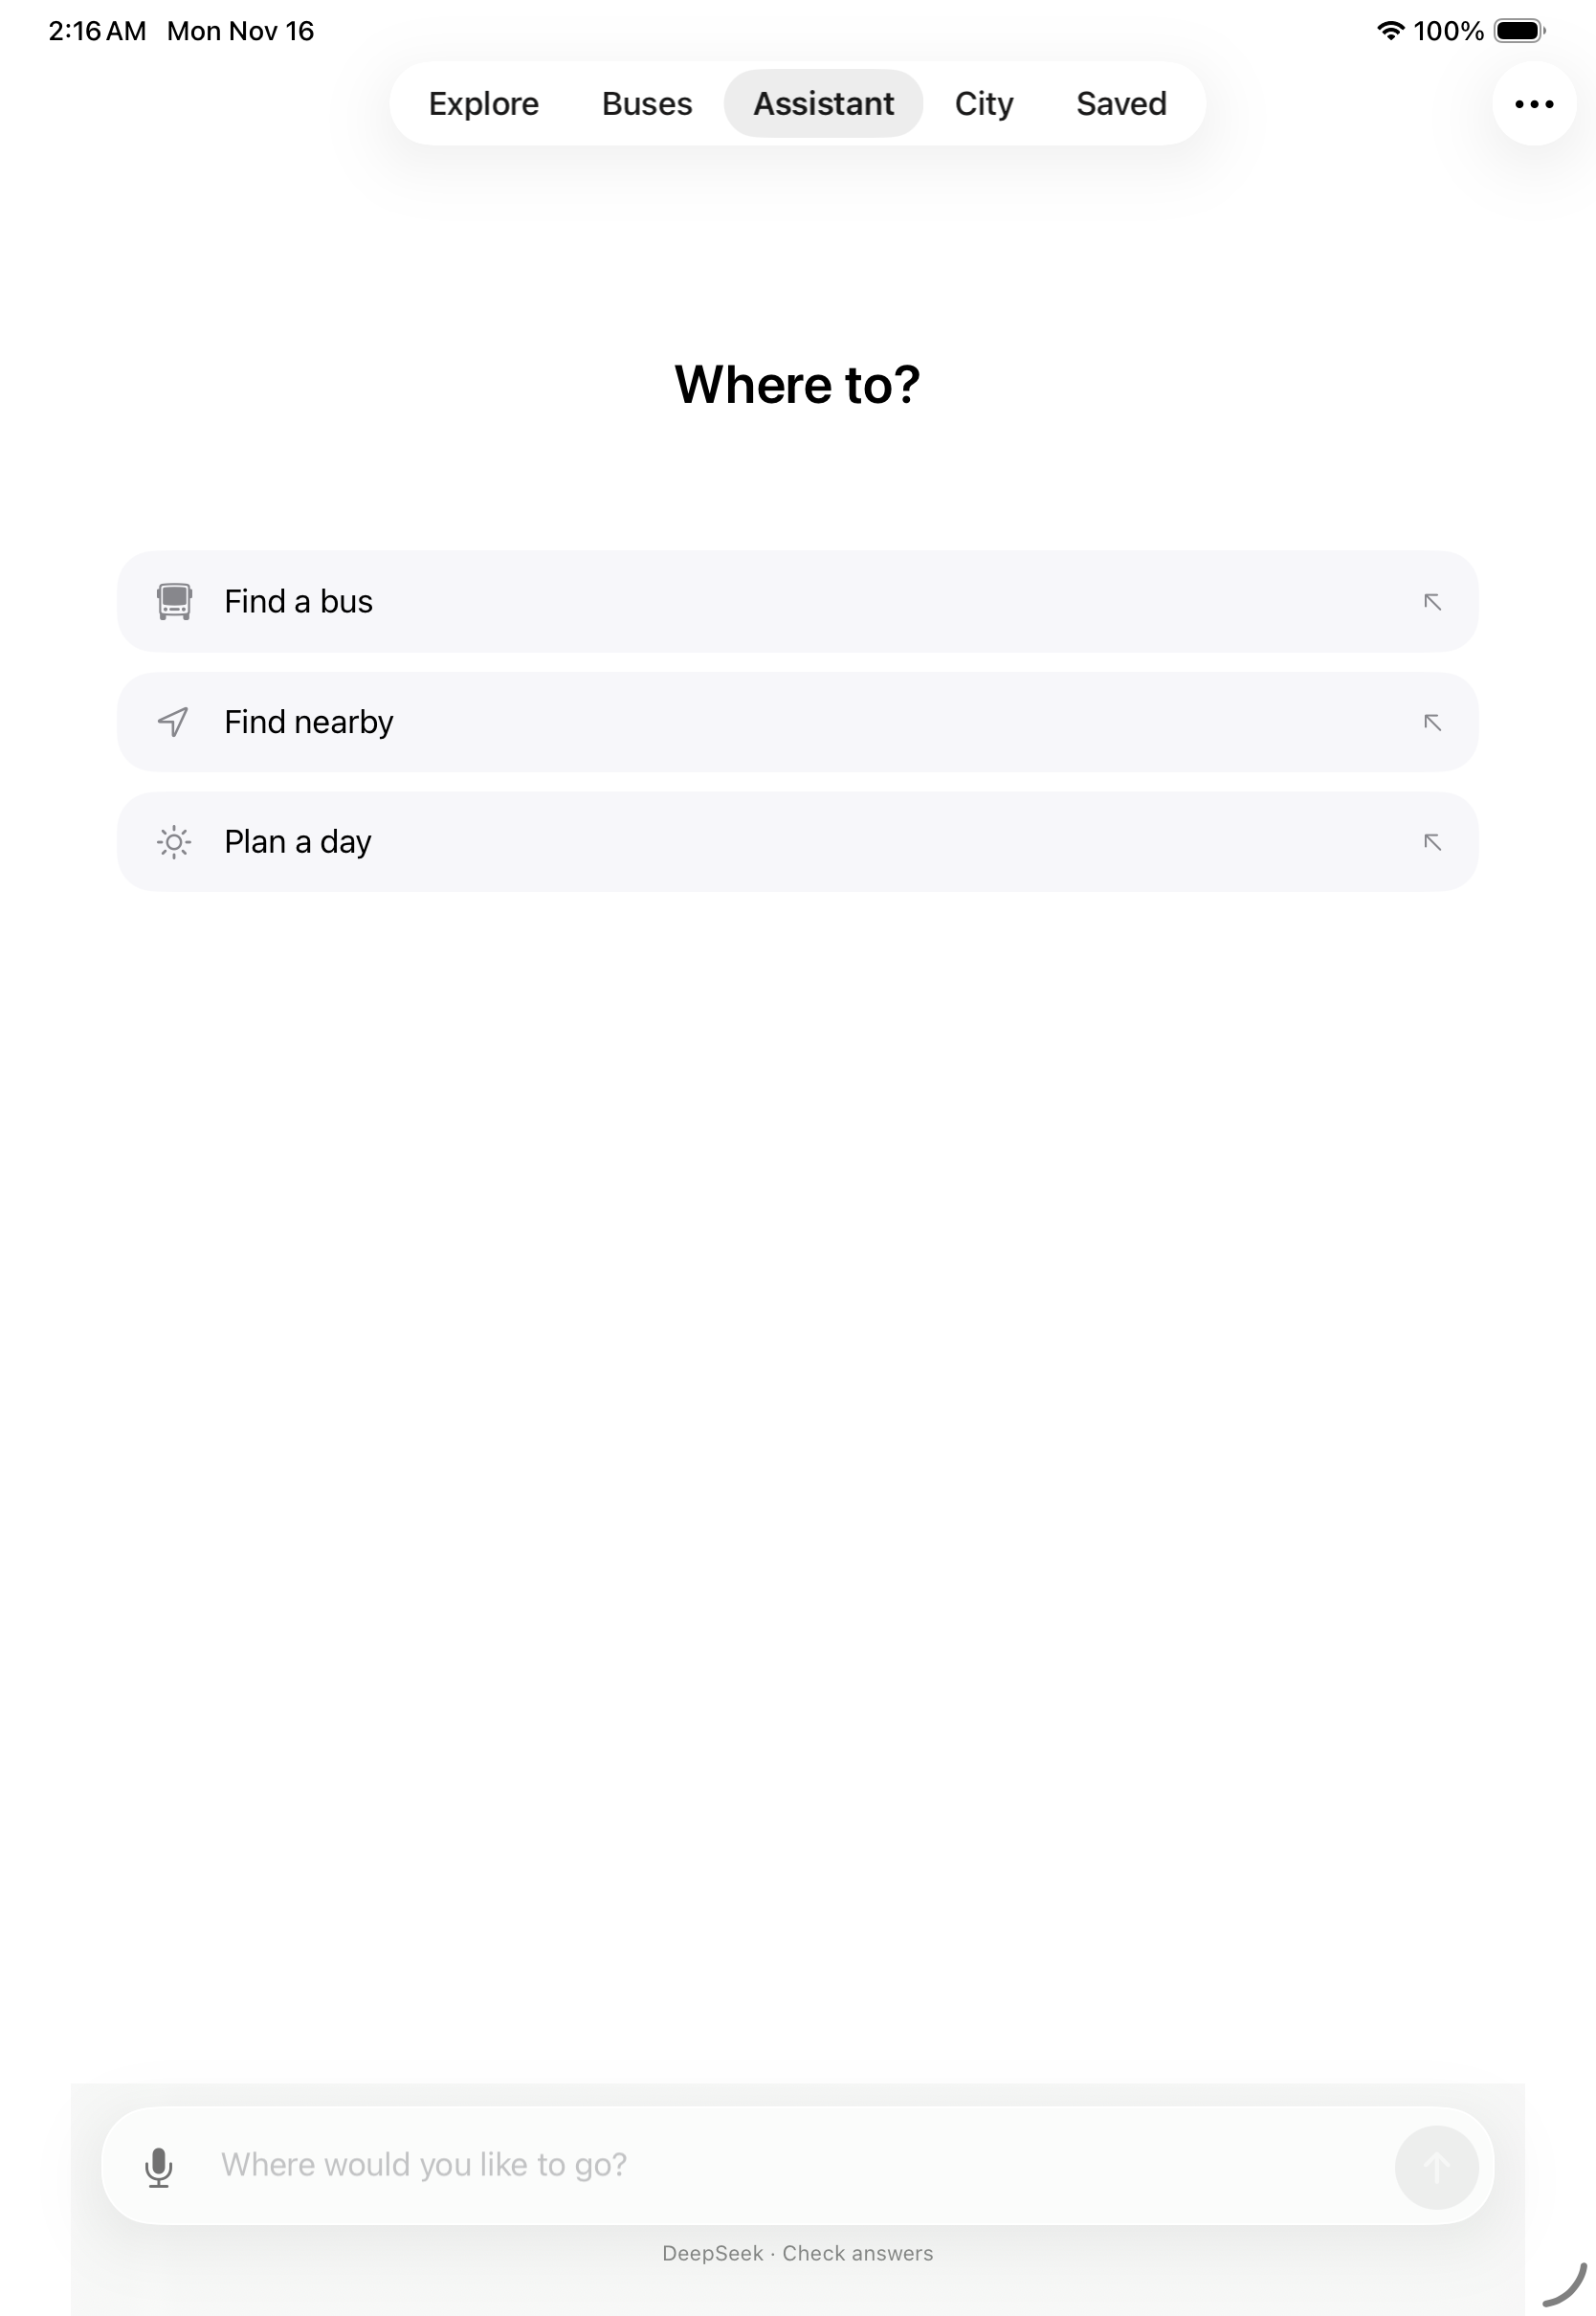 2:16 AM Mon Nov 16 100%
Explore Buses Assistant City Saved
Where to?
Find a bus
Find nearby
Plan a day
Where would you like to go?
DeepSeek · Check answers